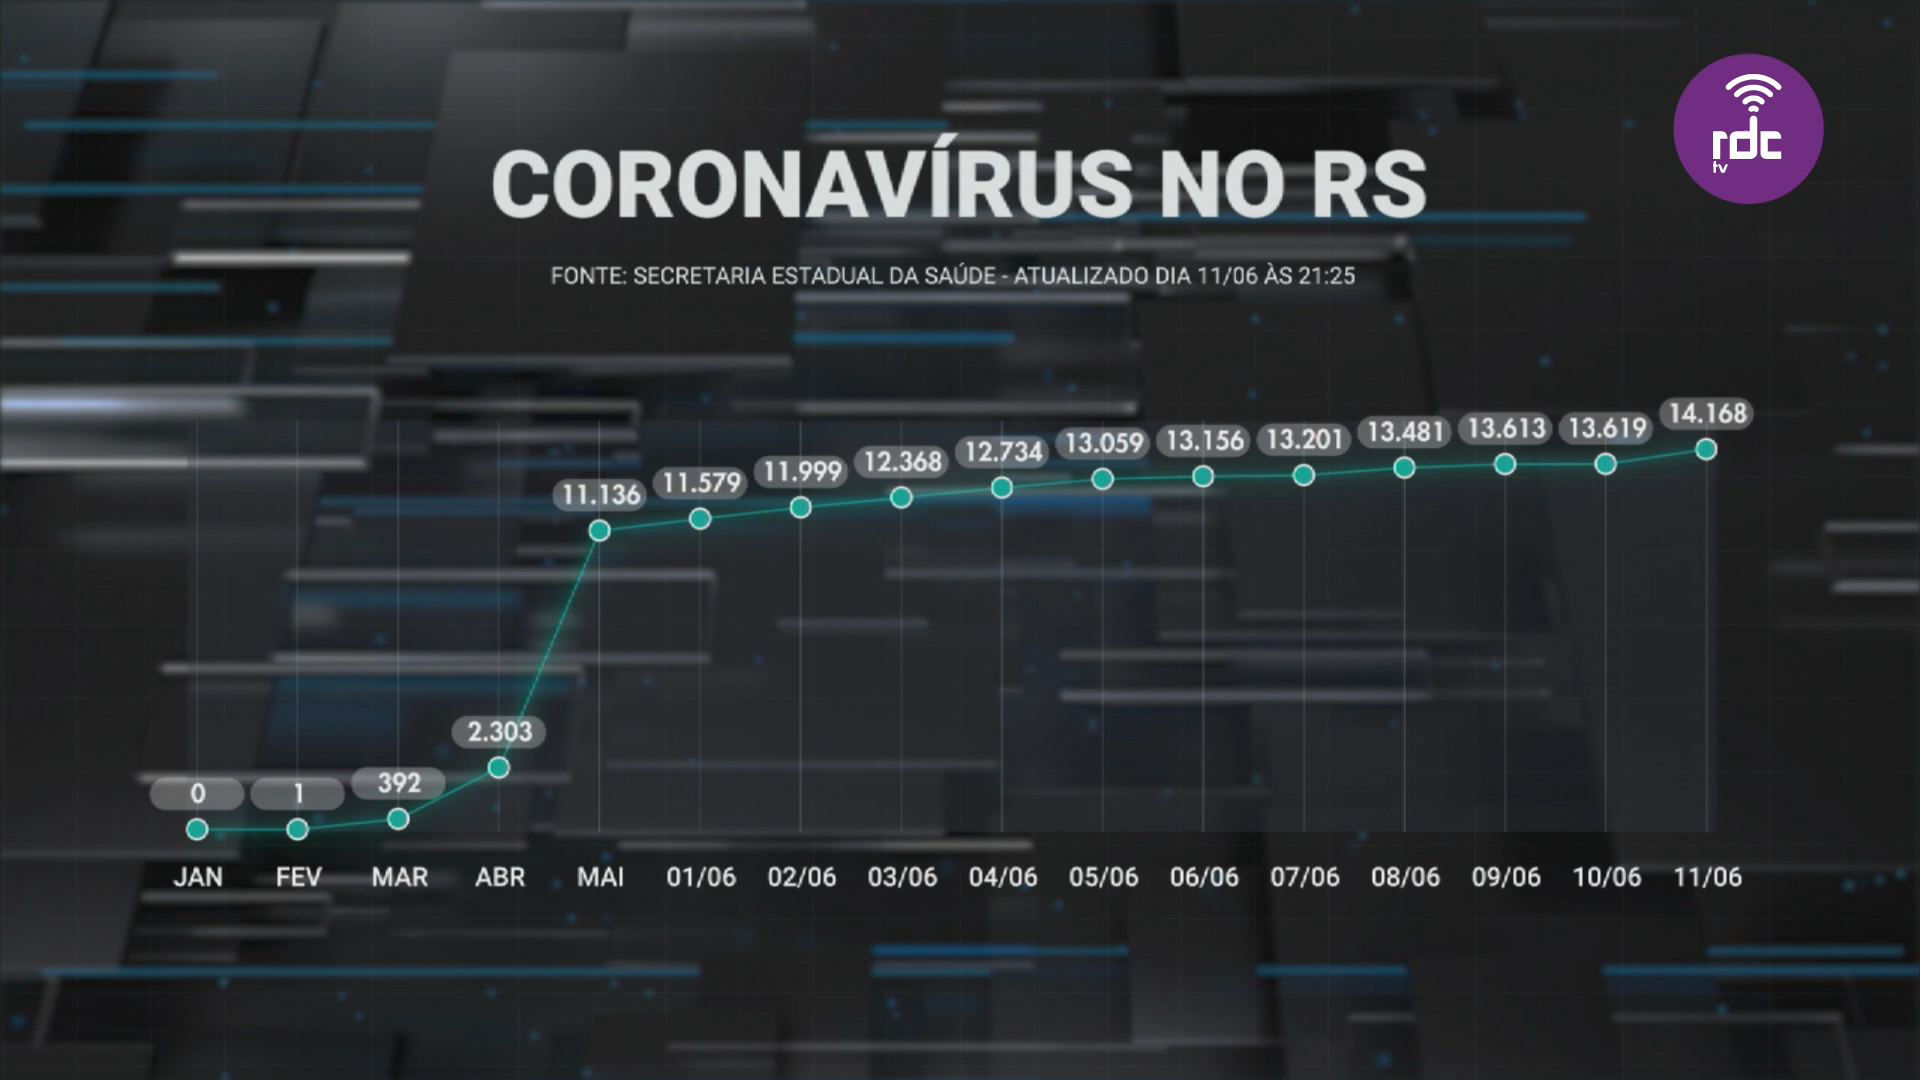 rdc
tv
CORONAVÍRUS NO RS
FONTE: SECRETARIA ESTADUAL DA SAÚDE - ATUALIZADO DIA 11/06 ÀS 21:25
0 1 392 2.303 11.136 11.579 11.999 12.368 12.734 13.059 13.156 13.201 13.481 13.613 13.619 14.168
JAN FEV MAR ABR MAI 01/06 02/06 03/06 04/06 05/06 06/06 07/06 08/06 09/06 10/06 11/06